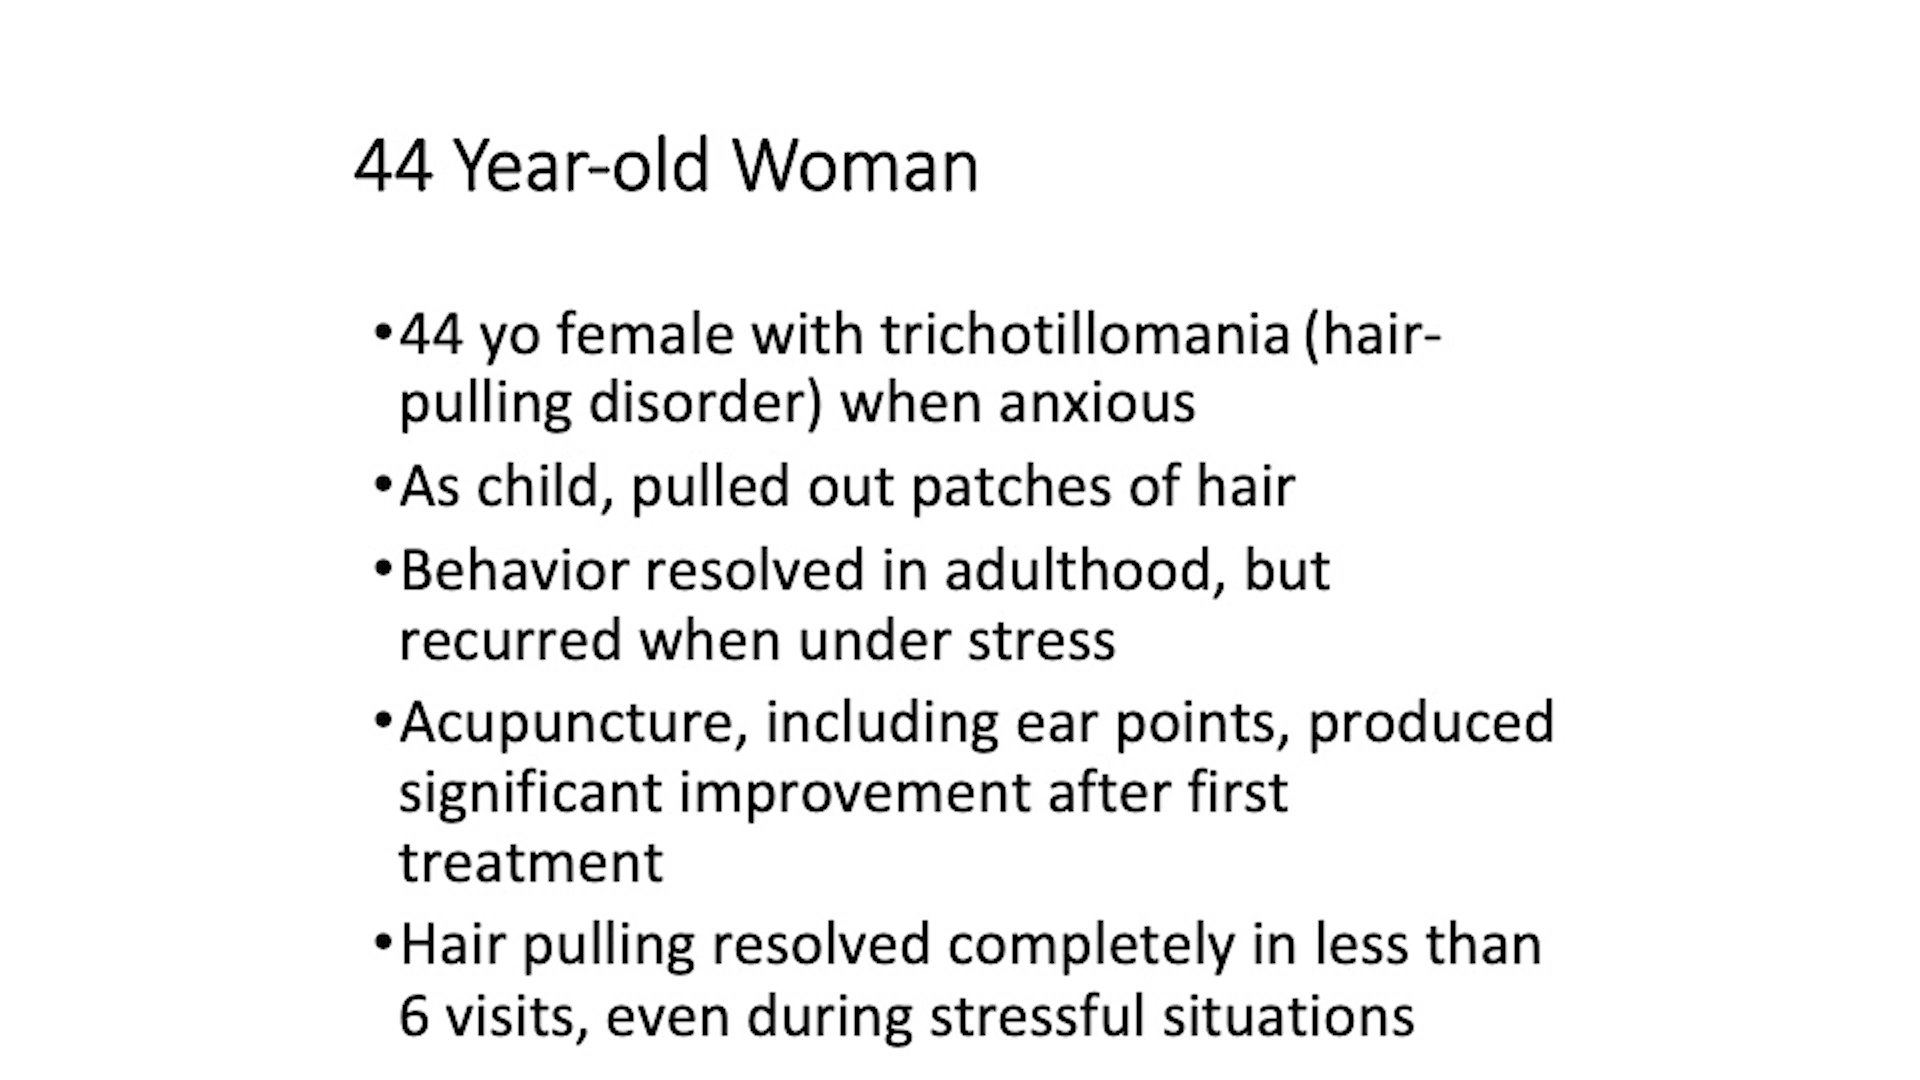 44 Year-old Woman
•44 yo female with trichotillomania (hair-
pulling disorder) when anxious
•As child, pulled out patches of hair
•Behavior resolved in adulthood, but
recurred when under stress
•Acupuncture, including ear points, produced
significant improvement after first
treatment
•Hair pulling resolved completely in less than
6 visits, even during stressful situations